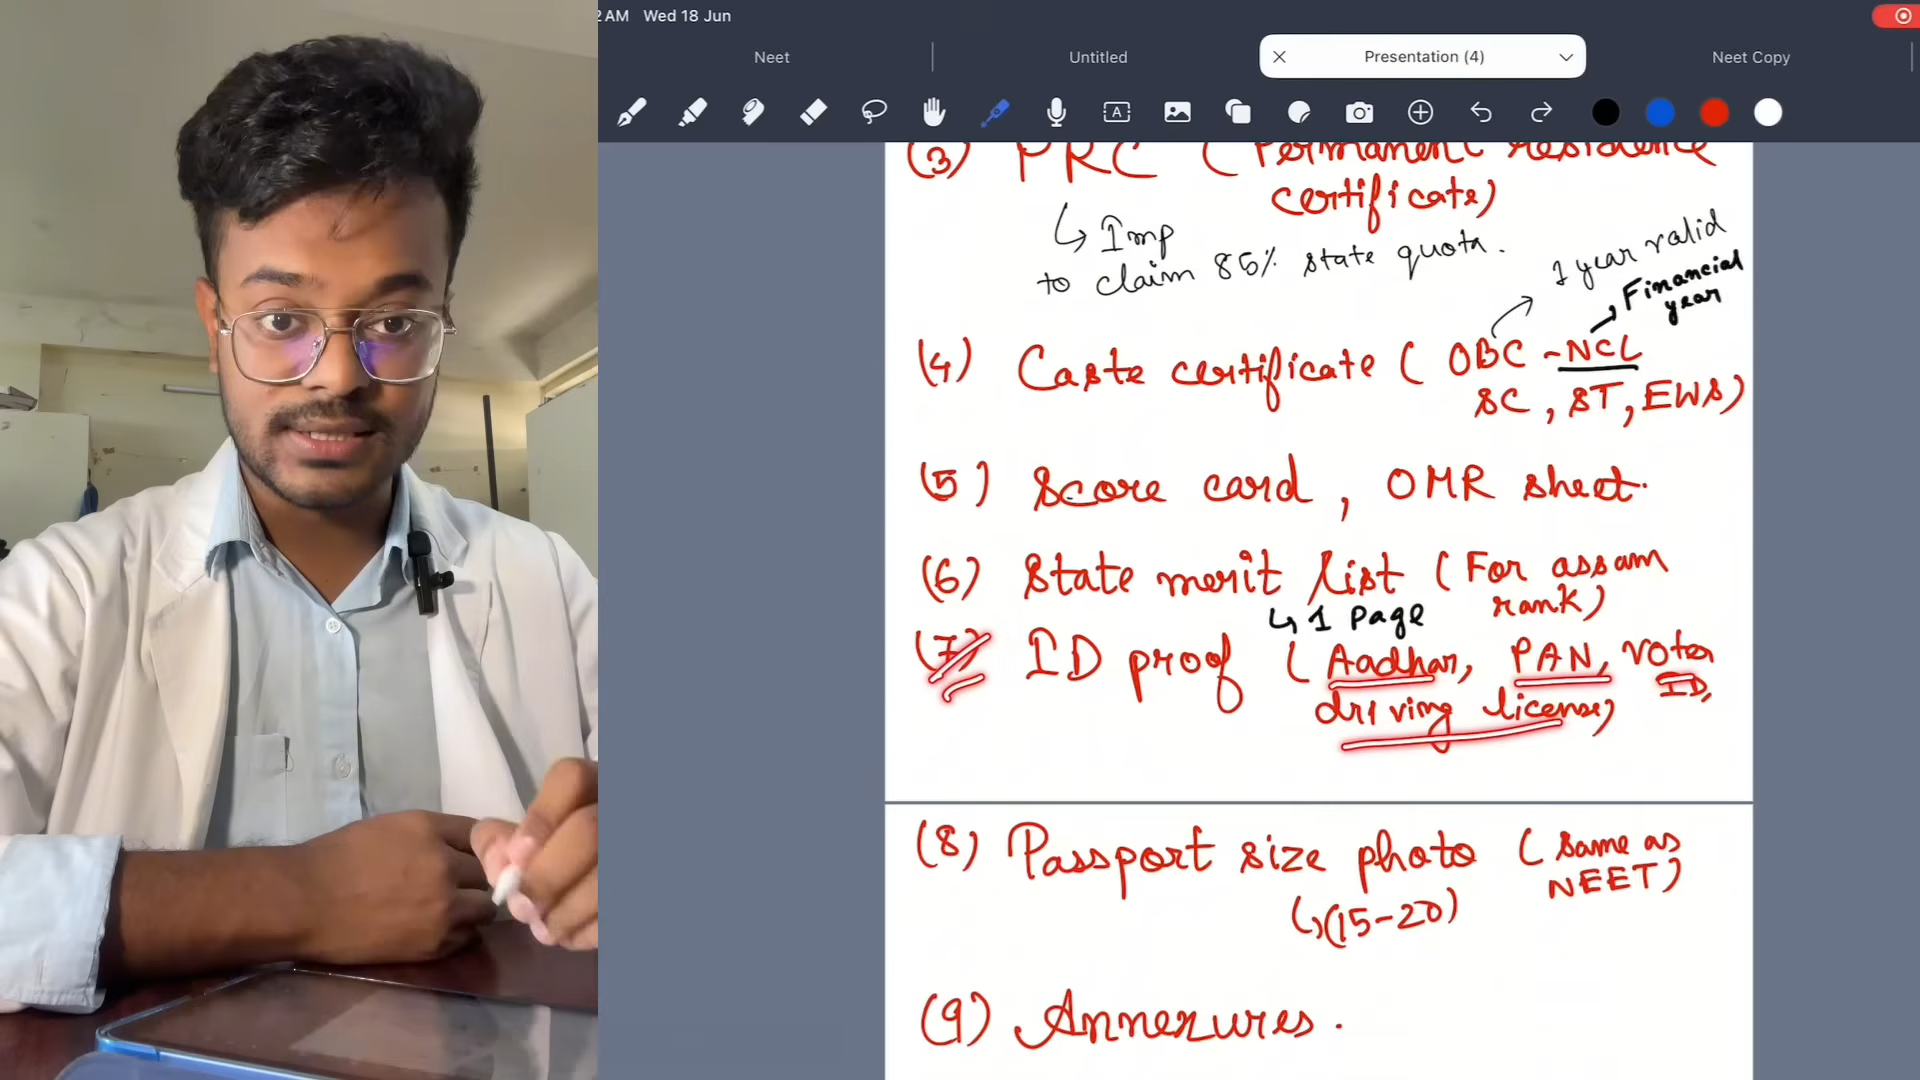 2 AM Wed 18 Jun
Neet
Untitled
Presentation (4)
Neet Copy
A
(3) PRC (Permanent residence
certificate)
↳ Imp
to claim 85% state quota.
1 year valid
Financial
year
(4) Caste certificate ( OBC - NCL
SC, ST, EWS)
(5) Score card, OMR sheet.
(6) State merit list (For assam
rank)
↳ 1 Page
(7) ID proof ( Aadhar, PAN, voter
ID,
driving license)
(8) Passport size photo ( same as
NEET)
↳(15-20)
(9) Annexures.